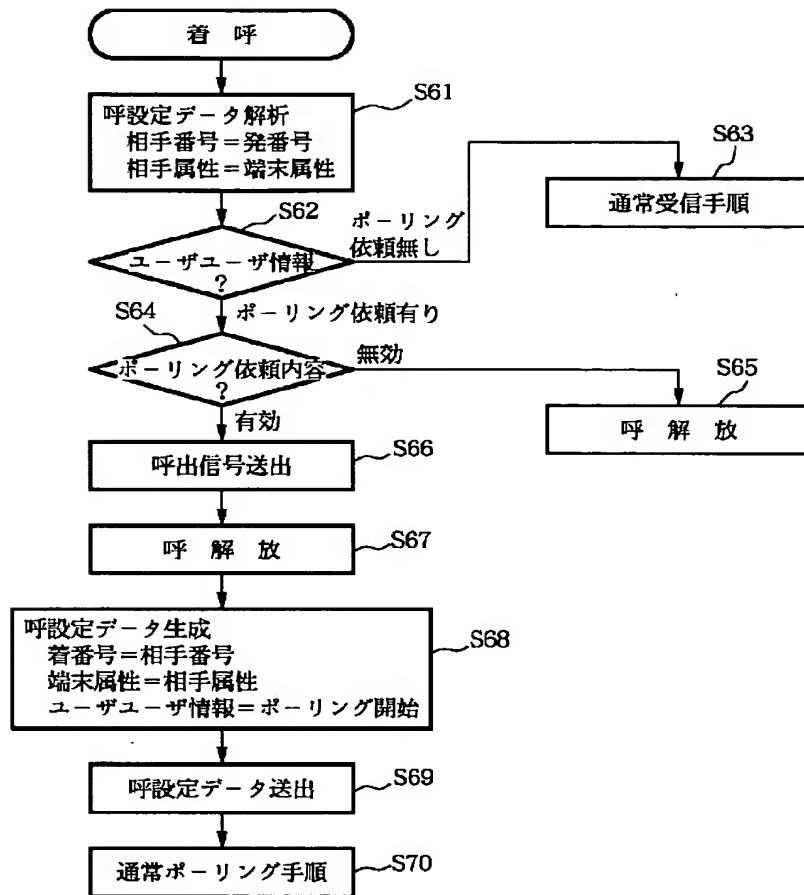 着　呼
S61
呼設定データ解析
相手番号＝発番号
相手属性＝端末属性
S62
ユーザユーザ情報
？
ポーリング
依頼無し
S63
通常受信手順
ポーリング依頼有り
S64
ポーリング依頼内容
？
無効
S65
呼　解　放
有効
S66
呼出信号送出
S67
呼　解　放
S68
呼設定データ生成
着番号＝相手番号
端末属性＝相手属性
ユーザユーザ情報＝ポーリング開始
S69
呼設定データ送出
S70
通常ポーリング手順